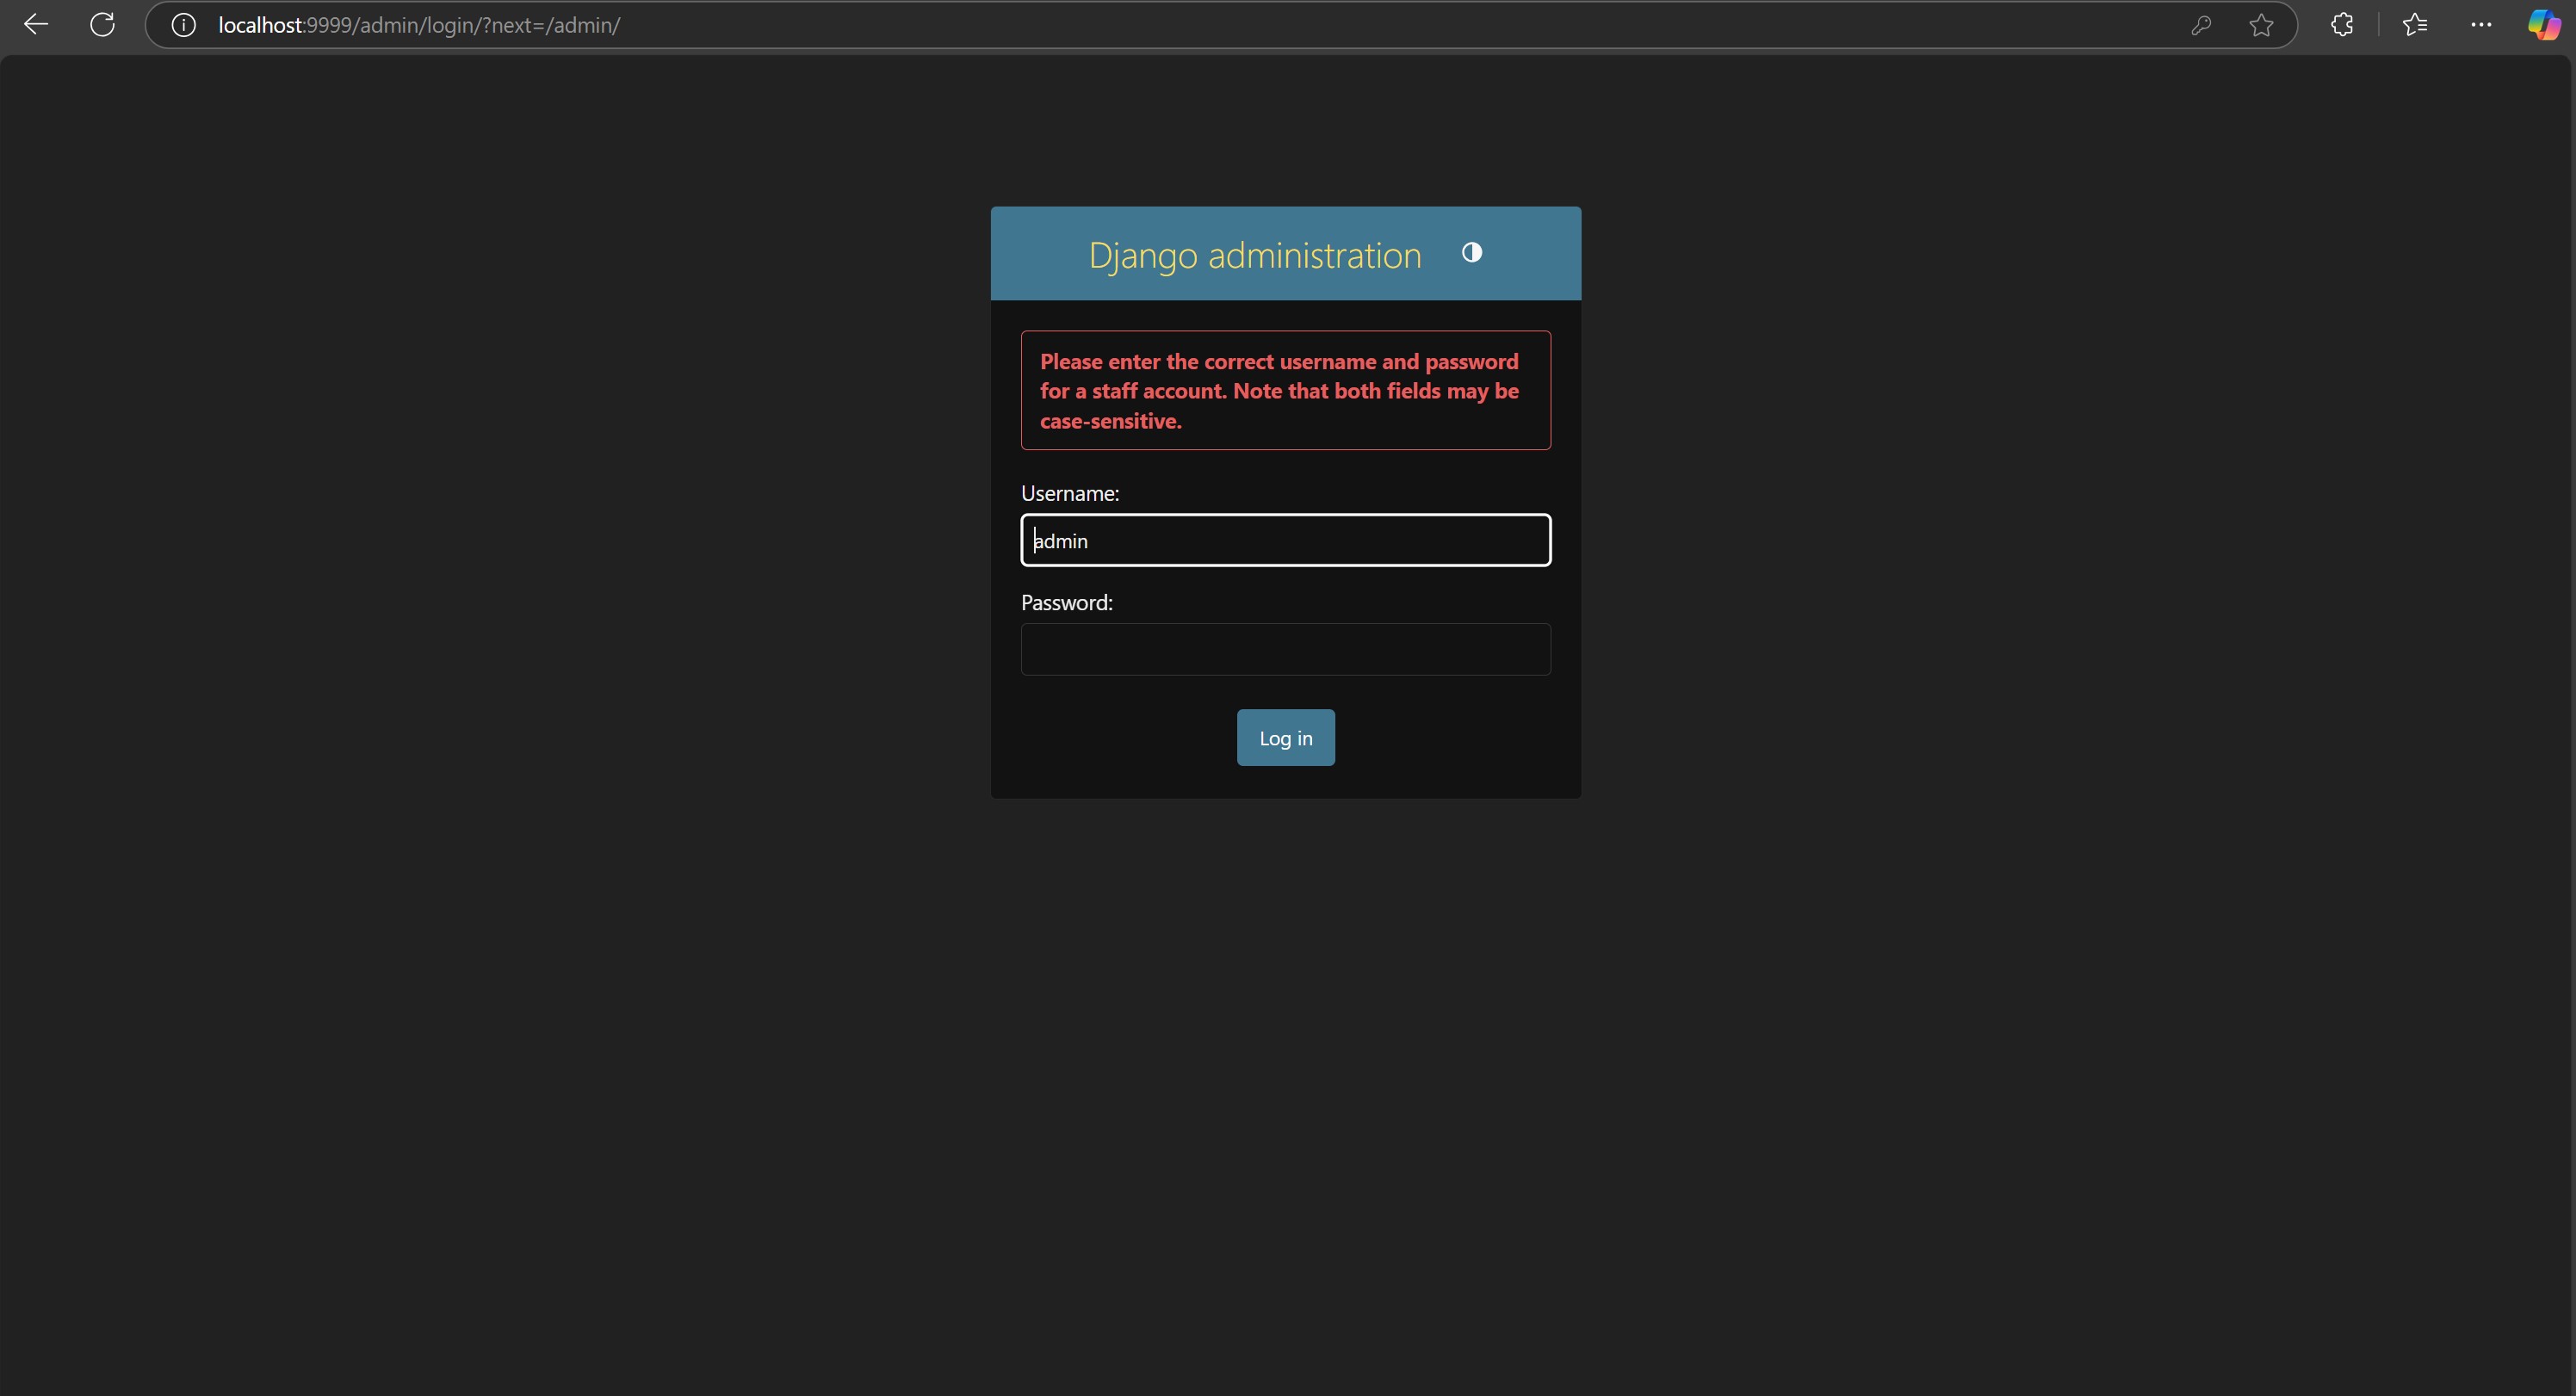 localhost:9999/admin/login/?next=/admin/
Django administration
Please enter the correct username and password
for a staff account. Note that both fields may be
case-sensitive.
Username:
admin
Password:
Log in